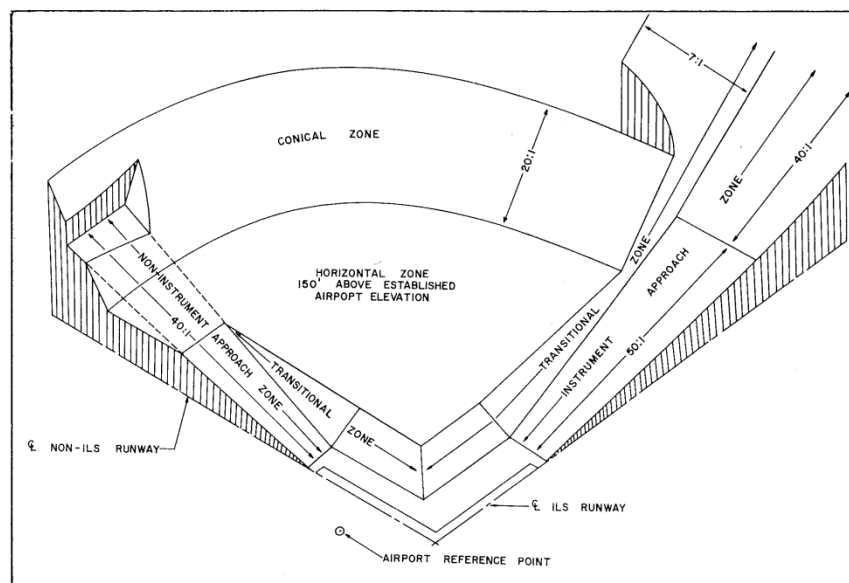 7:1
CONICAL ZONE
20:1
40:1
ZONE
HORIZONTAL ZONE
150' ABOVE ESTABLISHED
AIRPOPT ELEVATION
NON-INSTRUMENT
APPROACH ZONE
40:1
TRANSITIONAL
ZONE
TRANSITIONAL
ZONE
INSTRUMENT
APPROACH
50:1
℄ NON-ILS RUNWAY
℄ ILS RUNWAY
AIRPORT REFERENCE POINT